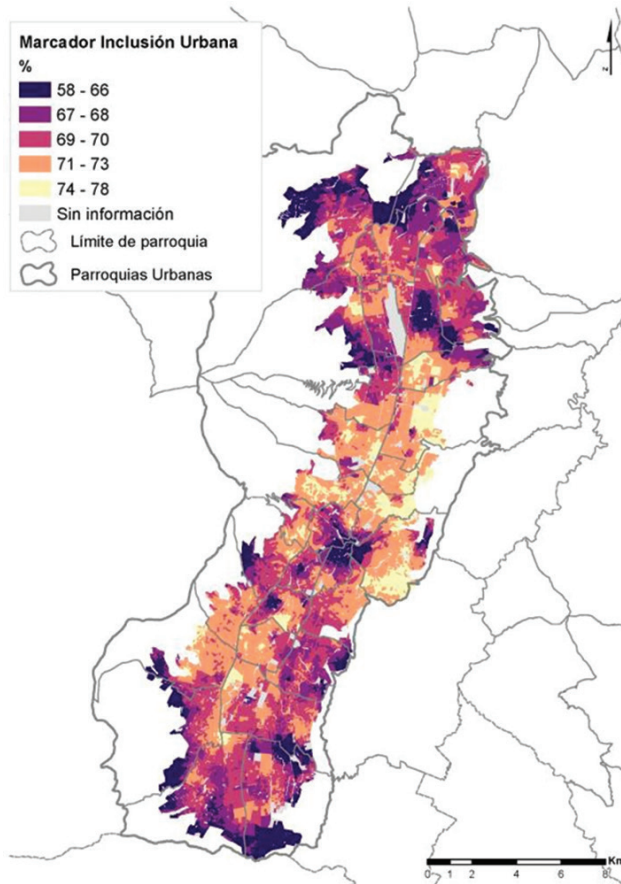 Marcador Inclusión Urbana
%
58 - 66
67 - 68
69 - 70
71 - 73
74 - 78
Sin información
Límite de parroquia
Parroquias Urbanas
z
Km
0 1 2 4 6 8